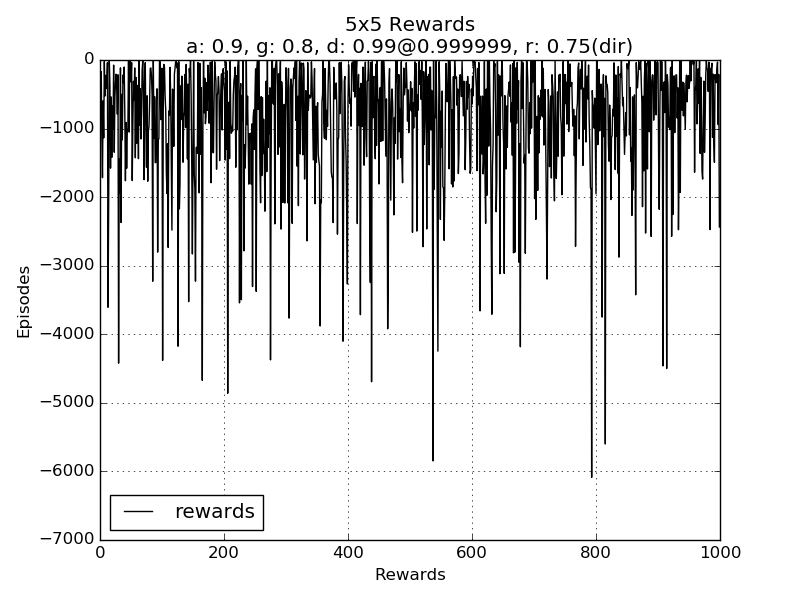 5x5 Rewards
a: 0.9, g: 0.8, d: 0.99@0.999999, r: 0.75(dir)
0
−1000
−2000
−3000
−4000
−5000
−6000
−7000
Episodes
rewards
0 200 400 600 800 1000
Rewards